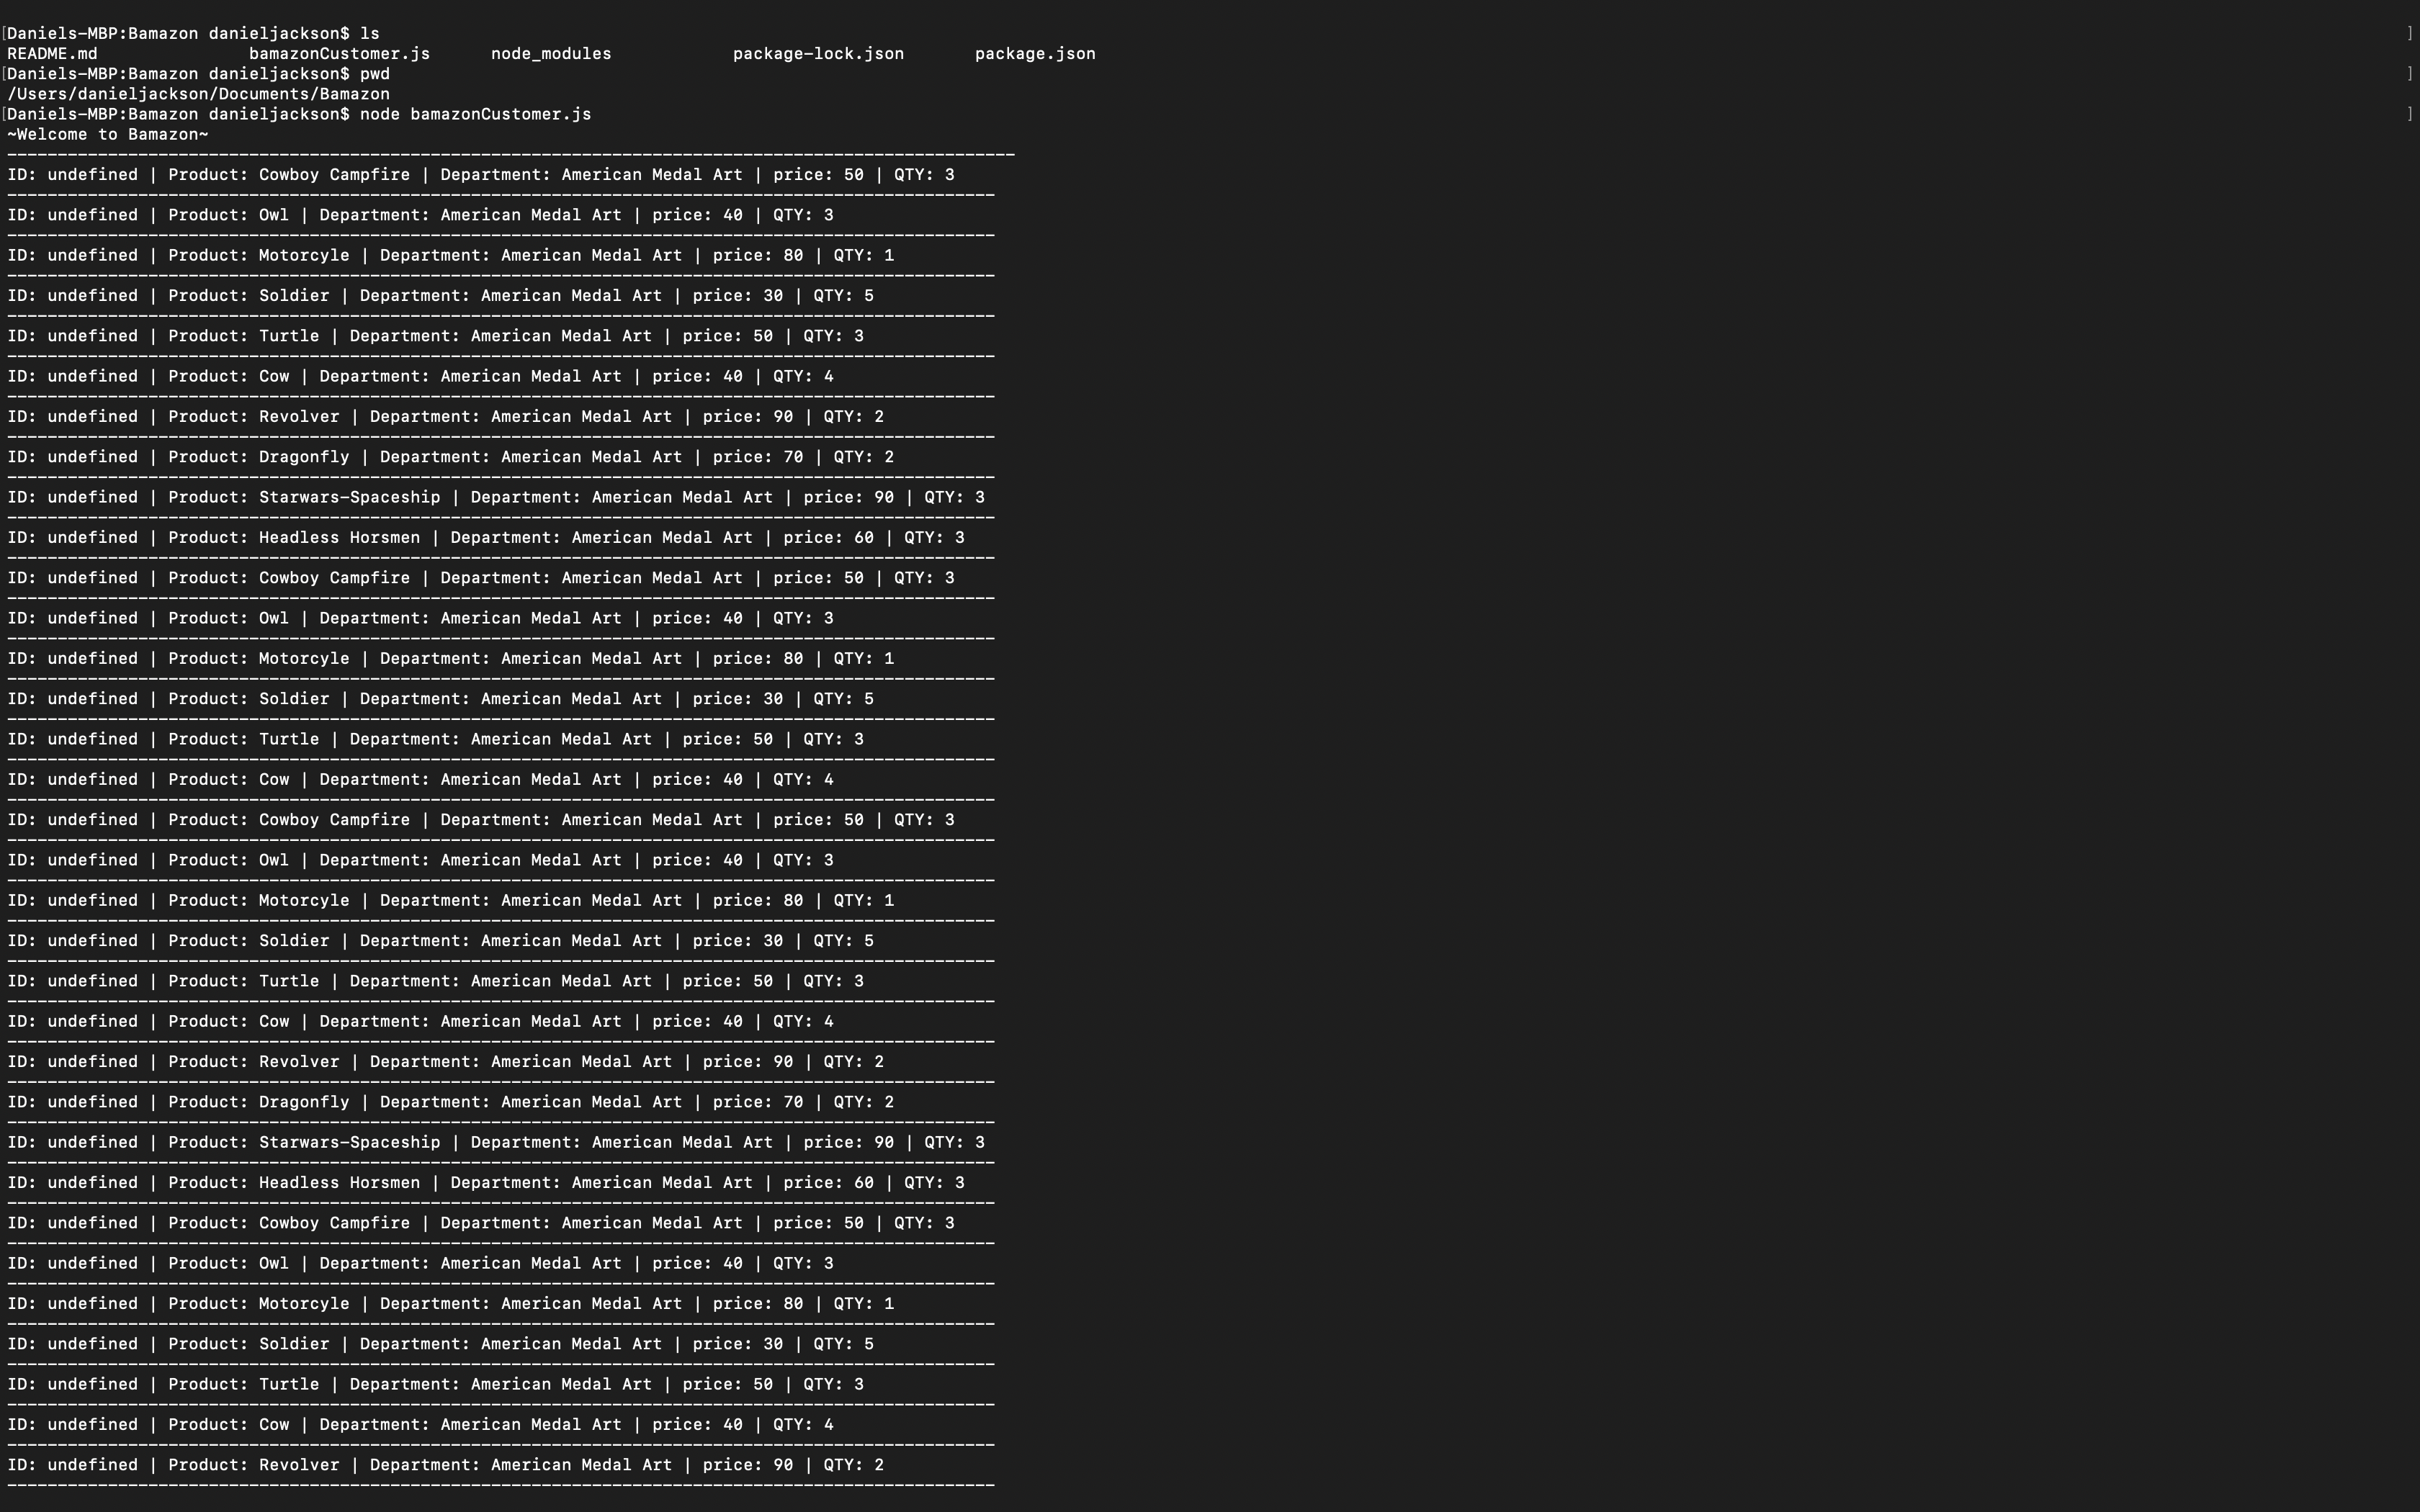 [Daniels-MBP:Bamazon danieljackson$ ls ]
README.md bamazonCustomer.js node_modules package-lock.json package.json
[Daniels-MBP:Bamazon danieljackson$ pwd ]
/Users/danieljackson/Documents/Bamazon
[Daniels-MBP:Bamazon danieljackson$ node bamazonCustomer.js ]
~Welcome to Bamazon~
----------------------------------------------------------------------------------------------------
ID: undefined | Product: Cowboy Campfire | Department: American Medal Art | price: 50 | QTY: 3
--------------------------------------------------------------------------------------------------
ID: undefined | Product: Owl | Department: American Medal Art | price: 40 | QTY: 3
--------------------------------------------------------------------------------------------------
ID: undefined | Product: Motorcyle | Department: American Medal Art | price: 80 | QTY: 1
--------------------------------------------------------------------------------------------------
ID: undefined | Product: Soldier | Department: American Medal Art | price: 30 | QTY: 5
--------------------------------------------------------------------------------------------------
ID: undefined | Product: Turtle | Department: American Medal Art | price: 50 | QTY: 3
--------------------------------------------------------------------------------------------------
ID: undefined | Product: Cow | Department: American Medal Art | price: 40 | QTY: 4
--------------------------------------------------------------------------------------------------
ID: undefined | Product: Revolver | Department: American Medal Art | price: 90 | QTY: 2
--------------------------------------------------------------------------------------------------
ID: undefined | Product: Dragonfly | Department: American Medal Art | price: 70 | QTY: 2
--------------------------------------------------------------------------------------------------
ID: undefined | Product: Starwars-Spaceship | Department: American Medal Art | price: 90 | QTY: 3
--------------------------------------------------------------------------------------------------
ID: undefined | Product: Headless Horsmen | Department: American Medal Art | price: 60 | QTY: 3
--------------------------------------------------------------------------------------------------
ID: undefined | Product: Cowboy Campfire | Department: American Medal Art | price: 50 | QTY: 3
--------------------------------------------------------------------------------------------------
ID: undefined | Product: Owl | Department: American Medal Art | price: 40 | QTY: 3
--------------------------------------------------------------------------------------------------
ID: undefined | Product: Motorcyle | Department: American Medal Art | price: 80 | QTY: 1
--------------------------------------------------------------------------------------------------
ID: undefined | Product: Soldier | Department: American Medal Art | price: 30 | QTY: 5
--------------------------------------------------------------------------------------------------
ID: undefined | Product: Turtle | Department: American Medal Art | price: 50 | QTY: 3
--------------------------------------------------------------------------------------------------
ID: undefined | Product: Cow | Department: American Medal Art | price: 40 | QTY: 4
--------------------------------------------------------------------------------------------------
ID: undefined | Product: Cowboy Campfire | Department: American Medal Art | price: 50 | QTY: 3
--------------------------------------------------------------------------------------------------
ID: undefined | Product: Owl | Department: American Medal Art | price: 40 | QTY: 3
--------------------------------------------------------------------------------------------------
ID: undefined | Product: Motorcyle | Department: American Medal Art | price: 80 | QTY: 1
--------------------------------------------------------------------------------------------------
ID: undefined | Product: Soldier | Department: American Medal Art | price: 30 | QTY: 5
--------------------------------------------------------------------------------------------------
ID: undefined | Product: Turtle | Department: American Medal Art | price: 50 | QTY: 3
--------------------------------------------------------------------------------------------------
ID: undefined | Product: Cow | Department: American Medal Art | price: 40 | QTY: 4
--------------------------------------------------------------------------------------------------
ID: undefined | Product: Revolver | Department: American Medal Art | price: 90 | QTY: 2
--------------------------------------------------------------------------------------------------
ID: undefined | Product: Dragonfly | Department: American Medal Art | price: 70 | QTY: 2
--------------------------------------------------------------------------------------------------
ID: undefined | Product: Starwars-Spaceship | Department: American Medal Art | price: 90 | QTY: 3
--------------------------------------------------------------------------------------------------
ID: undefined | Product: Headless Horsmen | Department: American Medal Art | price: 60 | QTY: 3
--------------------------------------------------------------------------------------------------
ID: undefined | Product: Cowboy Campfire | Department: American Medal Art | price: 50 | QTY: 3
--------------------------------------------------------------------------------------------------
ID: undefined | Product: Owl | Department: American Medal Art | price: 40 | QTY: 3
--------------------------------------------------------------------------------------------------
ID: undefined | Product: Motorcyle | Department: American Medal Art | price: 80 | QTY: 1
--------------------------------------------------------------------------------------------------
ID: undefined | Product: Soldier | Department: American Medal Art | price: 30 | QTY: 5
--------------------------------------------------------------------------------------------------
ID: undefined | Product: Turtle | Department: American Medal Art | price: 50 | QTY: 3
--------------------------------------------------------------------------------------------------
ID: undefined | Product: Cow | Department: American Medal Art | price: 40 | QTY: 4
--------------------------------------------------------------------------------------------------
ID: undefined | Product: Revolver | Department: American Medal Art | price: 90 | QTY: 2
--------------------------------------------------------------------------------------------------